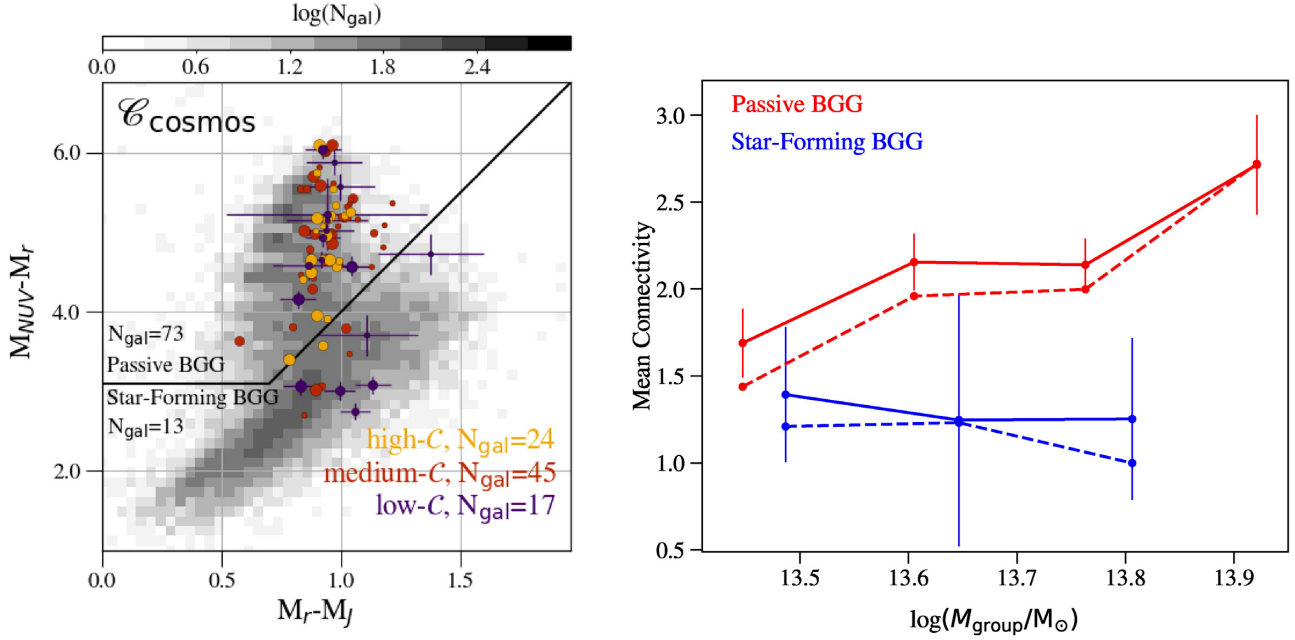 log(N_gal)
0.0 0.6 1.2 1.8 2.4
𝒞cosmos
6.0
4.0
2.0
M_NUV-M_r
N_gal=73
Passive BGG
Star-Forming BGG
N_gal=13
high-𝒞, N_gal=24
medium-𝒞, N_gal=45
low-𝒞, N_gal=17
0.0 0.5 1.0 1.5
M_r-M_J
Passive BGG
Star-Forming BGG
Mean Connectivity
3.0
2.5
2.0
1.5
1.0
0.5
13.5 13.6 13.7 13.8 13.9
log(M_group/M_⊙)